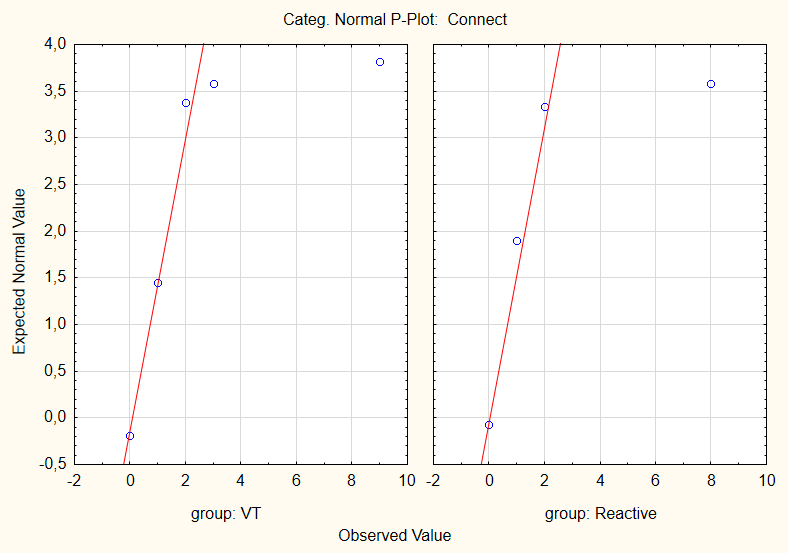 Categ. Normal P-Plot:  Connect
Expected Normal Value
4,0
3,5
3,0
2,5
2,0
1,5
1,0
0,5
0,0
-0,5
-2 0 2 4 6 8 10 -2 0 2 4 6 8 10
group: VT group: Reactive
Observed Value